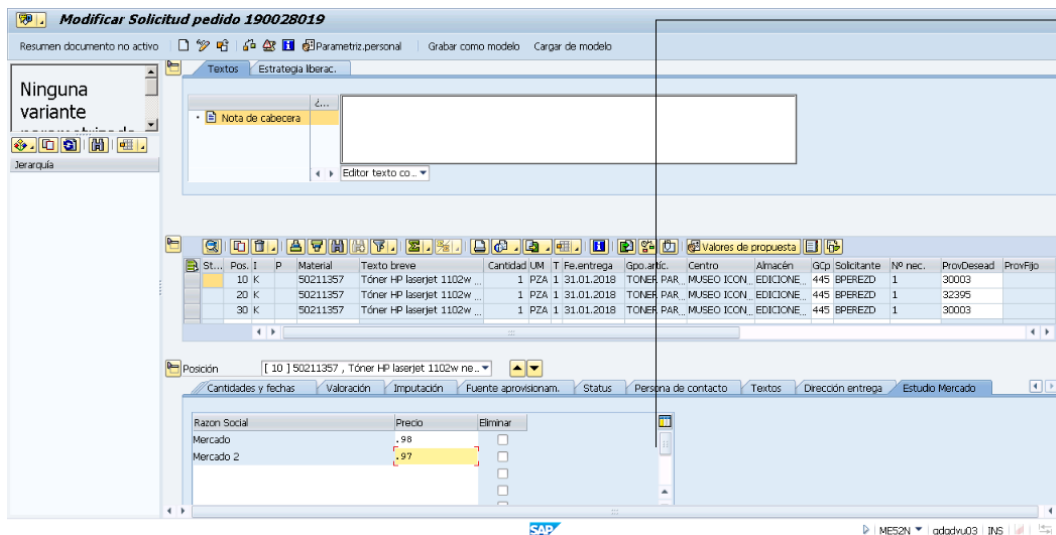 Modificar Solicitud pedido 190028019
Resumen documento no activo Parametriz.personal Grabar como modelo Cargar de modelo
Ninguna
variante
Jerarquía
Textos Estrategia liberac.
¿...
Nota de cabecera
Editor texto co...
Valores de propuesta
St... Pos. I P Material Texto breve Cantidad UM T Fe.entrega Gpo.artíc. Centro Almacén GCp Solicitante Nº nec. ProvDesead ProvFijo
10 K 50211357 Tóner HP laserjet 1102w ... 1 PZA 1 31.01.2018 TONER PAR... MUSEO ICON... EDICIONE... 445 BPEREZD 1 30003
20 K 50211357 Tóner HP laserjet 1102w ... 1 PZA 1 31.01.2018 TONER PAR... MUSEO ICON... EDICIONE... 445 BPEREZD 1 32395
30 K 50211357 Tóner HP laserjet 1102w ... 1 PZA 1 31.01.2018 TONER PAR... MUSEO ICON... EDICIONE... 445 BPEREZD 1 30003
Posición [ 10 ] 50211357 , Tóner HP laserjet 1102w ne...
Cantidades y fechas Valoración Imputación Fuente aprovisionam. Status Persona de contacto Textos Dirección entrega Estudio Mercado
Razon Social Precio Eliminar
Mercado .98
Mercado 2 .97
SAP ME52N adadvu03 INS